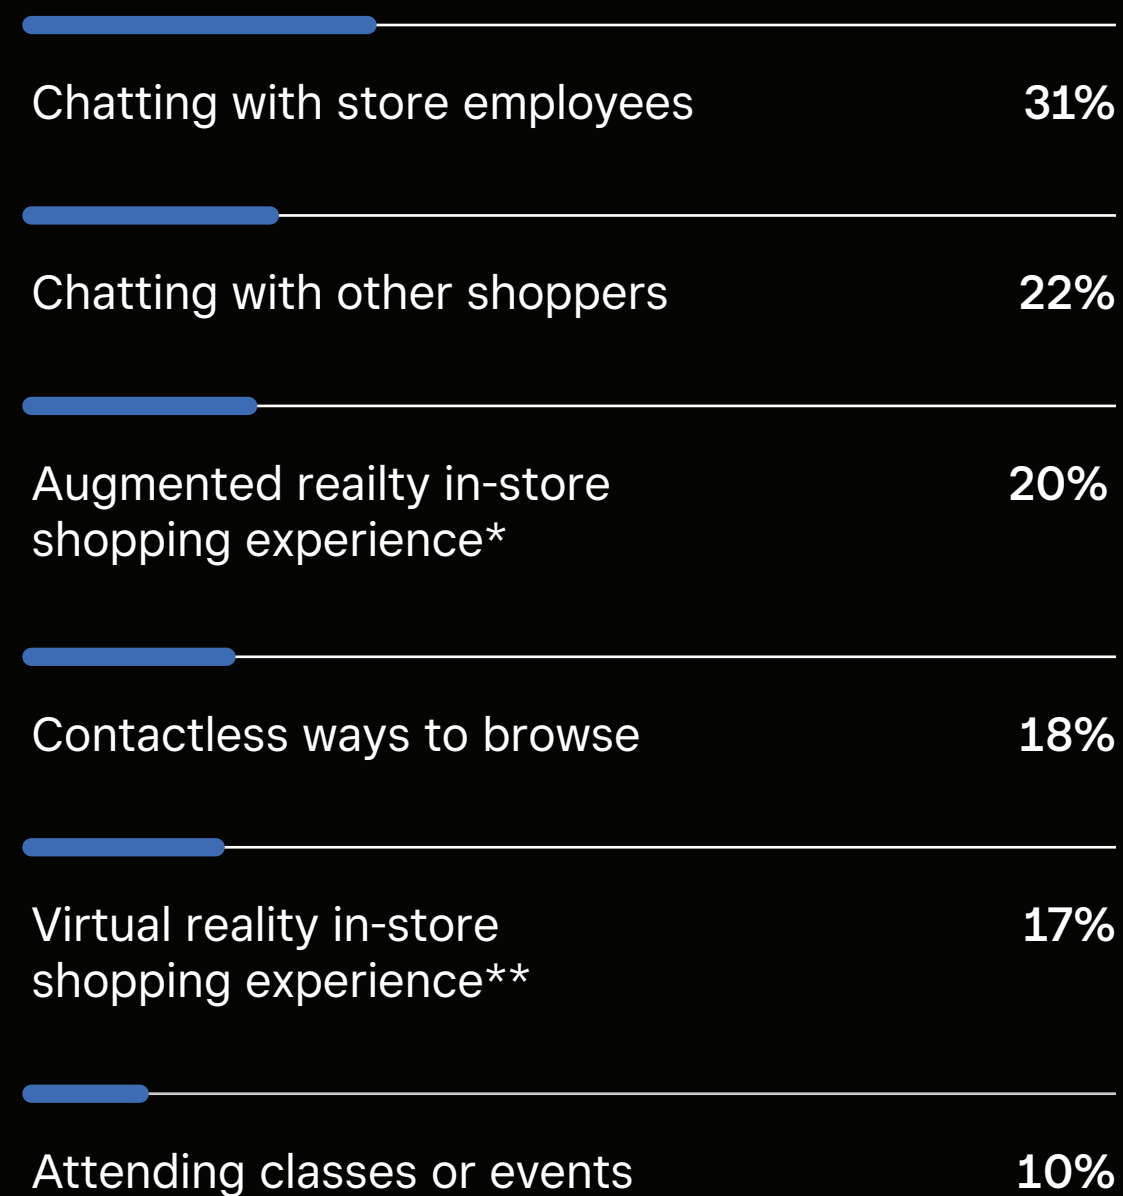 Chatting with store employees 31%
Chatting with other shoppers 22%
Augmented reailty in-store 20%
shopping experience*
Contactless ways to browse 18%
Virtual reality in-store 17%
shopping experience**
Attending classes or events 10%